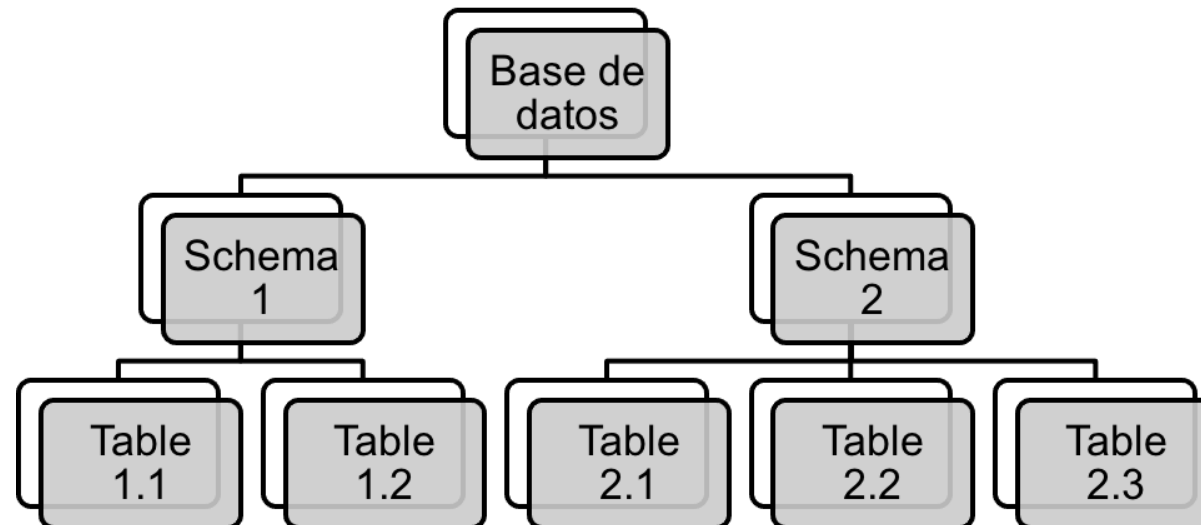 Base de
datos
Schema
1
Schema
2
Table
1.1
Table
1.2
Table
2.1
Table
2.2
Table
2.3